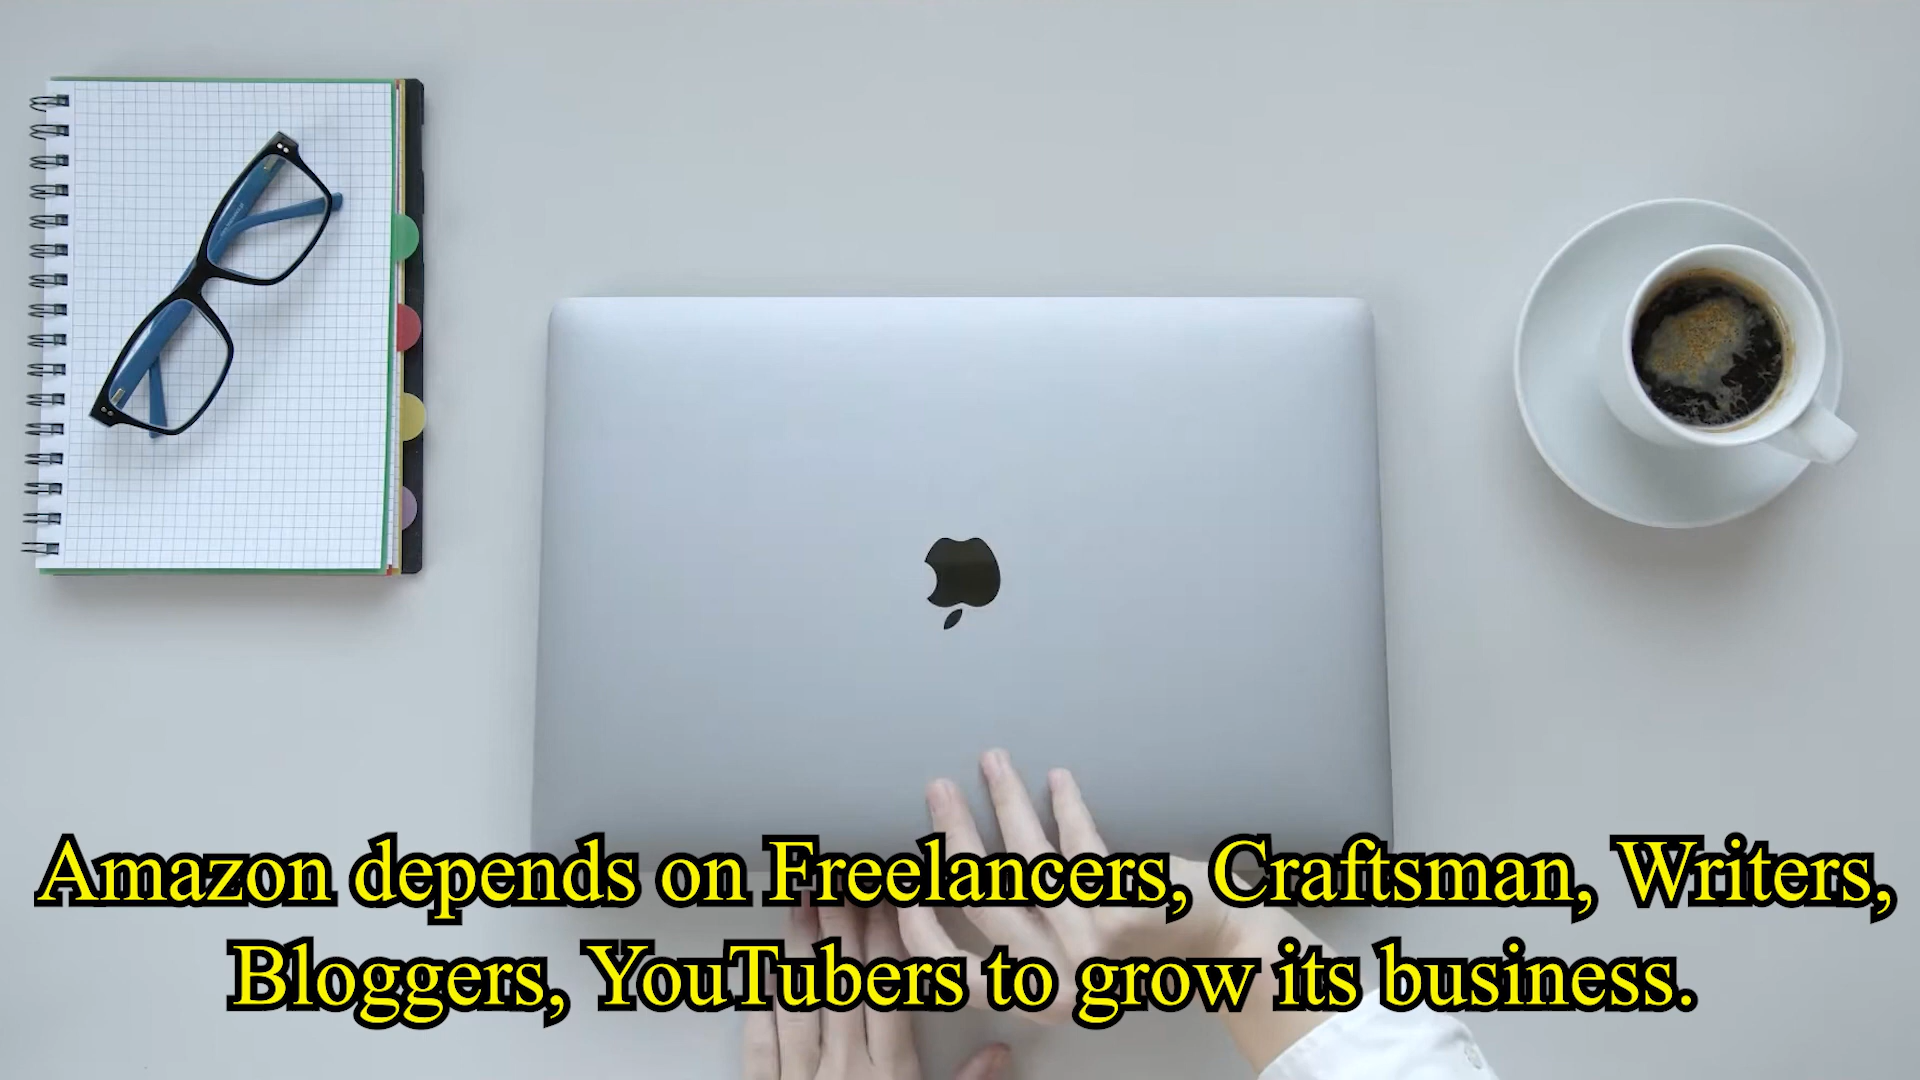 Amazon depends on Freelancers, Craftsman, Writers,
Bloggers, YouTubers to grow its business.